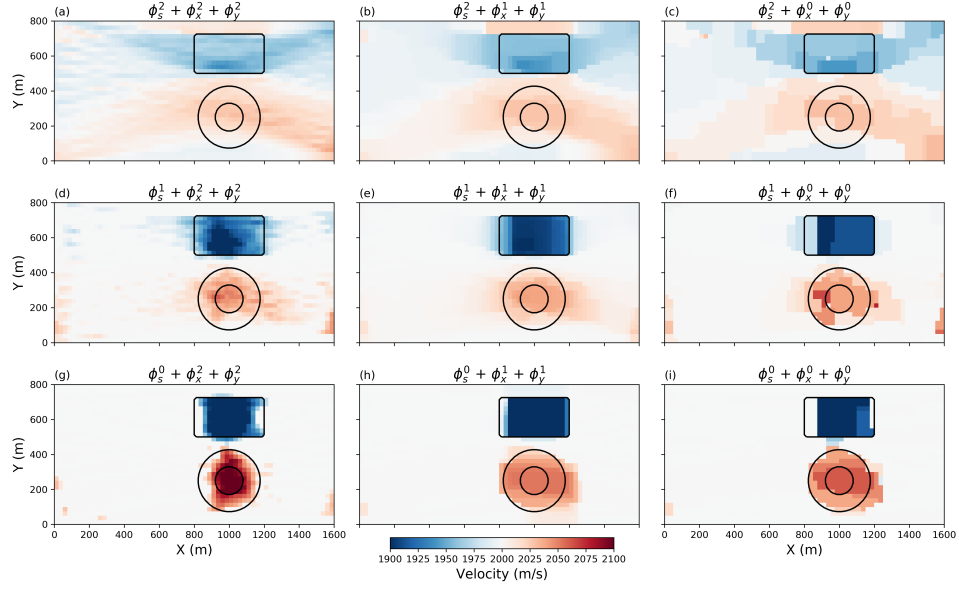 (a) ϕ_s^2 + ϕ_x^2 + ϕ_y^2
(b) ϕ_s^2 + ϕ_x^1 + ϕ_y^1
(c) ϕ_s^2 + ϕ_x^0 + ϕ_y^0
800
600
400
200
0
Y (m)
(d) ϕ_s^1 + ϕ_x^2 + ϕ_y^2
(e) ϕ_s^1 + ϕ_x^1 + ϕ_y^1
(f) ϕ_s^1 + ϕ_x^0 + ϕ_y^0
800
600
400
200
0
Y (m)
(g) ϕ_s^0 + ϕ_x^2 + ϕ_y^2
(h) ϕ_s^0 + ϕ_x^1 + ϕ_y^1
(i) ϕ_s^0 + ϕ_x^0 + ϕ_y^0
800
600
400
200
0
Y (m)
0 200 400 600 800 1000 1200 1400 1600
X (m)
0 200 400 600 800 1000 1200 1400 1600
X (m)
1900 1925 1950 1975 2000 2025 2050 2075 2100
Velocity (m/s)